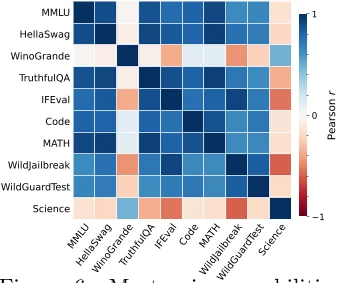 MMLU
HellaSwag
WinoGrande
TruthfulQA
IFEval
Code
MATH
WildJailbreak
WildGuardTest
Science
MMLU
HellaSwag
WinoGrande
TruthfulQA
IFEval
Code
MATH
WildJailbreak
WildGuardTest
Science
1
0
−1
Pearson r